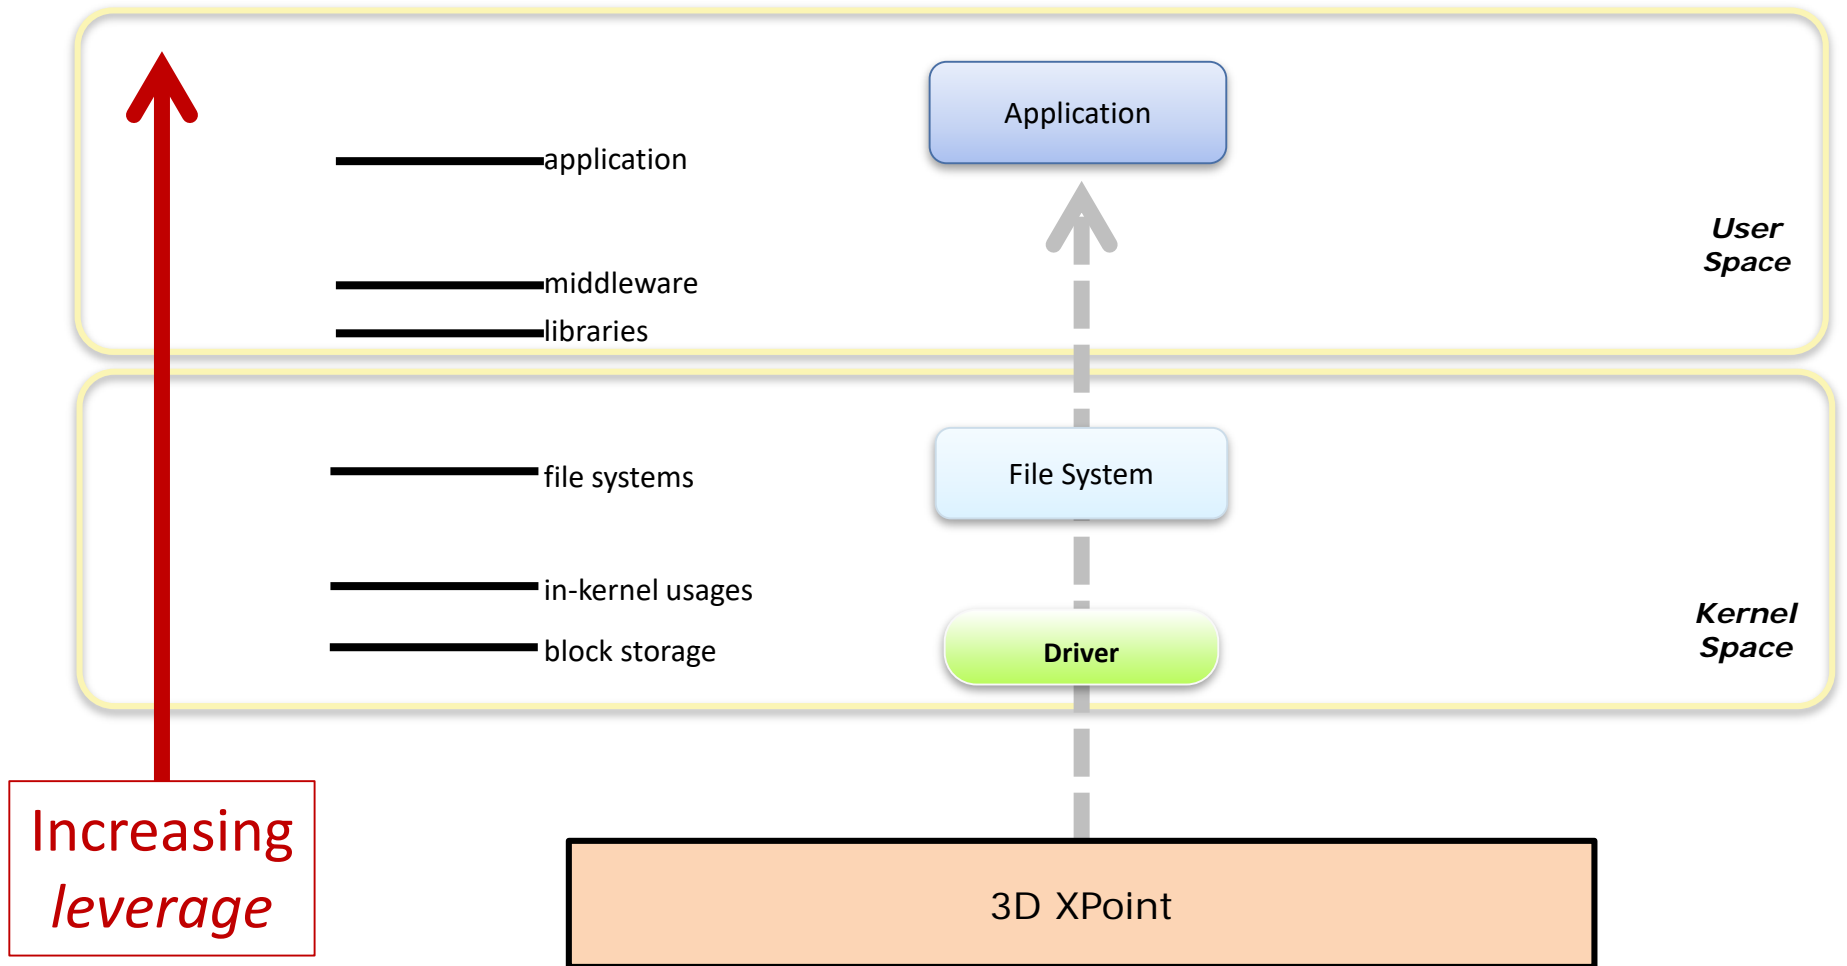 Application
application
User
Space
middleware
libraries
file systems
File System
in-kernel usages
Kernel
Space
block storage
Driver
Increasing
leverage
3D XPoint